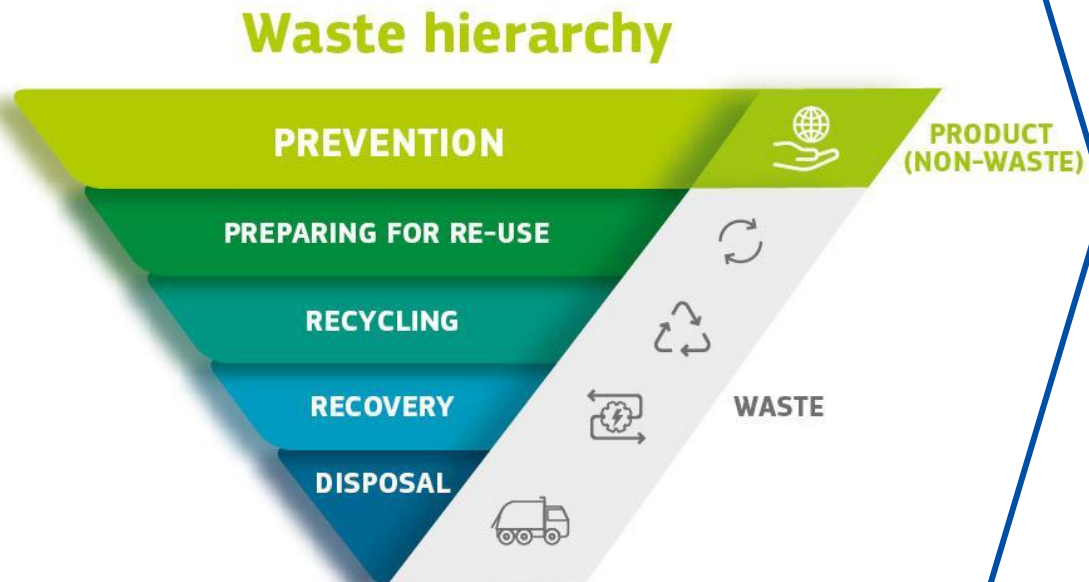 Waste hierarchy
PREVENTION
PRODUCT
(NON-WASTE)
PREPARING FOR RE-USE
RECYCLING
RECOVERY
WASTE
DISPOSAL